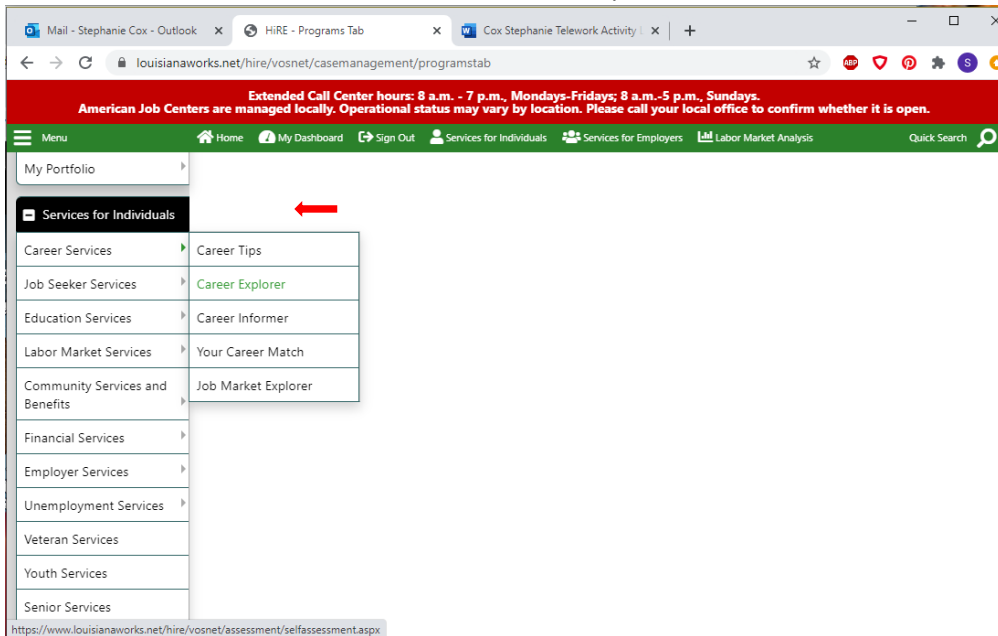 Mail - Stephanie Cox - Outlook
HiRE - Programs Tab
Cox Stephanie Telework Activity
louisianaworks.net/hire/vosnet/casemanagement/programstab
ABP
S
Extended Call Center hours: 8 a.m. - 7 p.m., Mondays-Fridays; 8 a.m.-5 p.m., Sundays.
American Job Centers are managed locally. Operational status may vary by location. Please call your local office to confirm whether it is open.
Menu Home My Dashboard Sign Out Services for Individuals Services for Employers Labor Market Analysis Quick Search
My Portfolio
Services for Individuals
Career Services
Career Tips
Job Seeker Services
Career Explorer
Education Services
Career Informer
Labor Market Services
Your Career Match
Community Services and
Benefits
Job Market Explorer
Financial Services
Employer Services
Unemployment Services
Veteran Services
Youth Services
Senior Services
https://www.louisianaworks.net/hire/vosnet/assessment/selfassessment.aspx